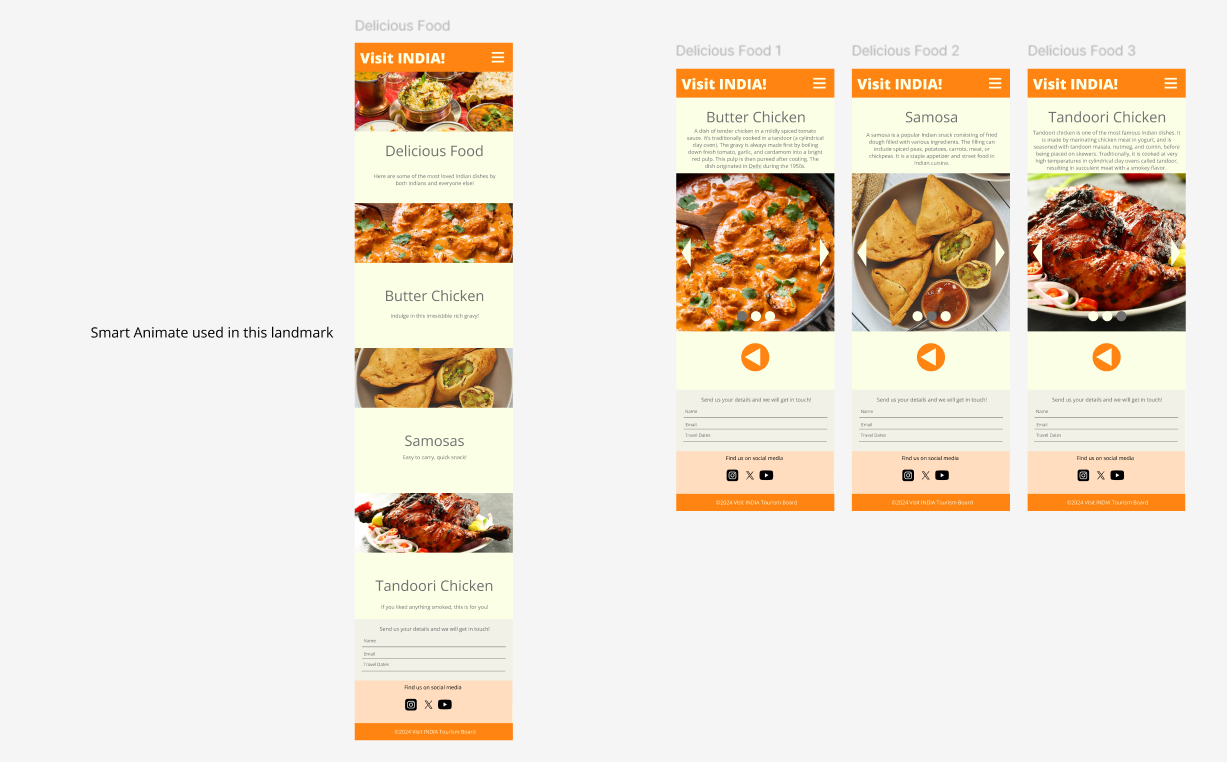 Delicious Food
Visit INDIA!
Delicious Food
Here are some of the most loved Indian dishes by
both Indians and everyone else!
Butter Chicken
Indulge in this irresistible rich gravy!
Samosas
Easy to carry, quick snack!
Tandoori Chicken
If you liked anything smoked, this is for you!
Send us your details and we will get in touch!
Name
Email
Travel Dates
Find us on social media
©2024 Visit INDIA Tourism Board
Smart Animate used in this landmark
Delicious Food 1
Visit INDIA!
Butter Chicken
A dish of tender chicken in a mildly spiced tomato
sauce. It's traditionally cooked in a tandoor (a cylindrical
clay oven). The gravy is always made first by boiling
down fresh tomato, garlic, and cardamom into a bright
red pulp. This pulp is then pureed after cooling. The
dish originated in Delhi during the 1950s.
Send us your details and we will get in touch!
Name
Email
Travel Dates
Find us on social media
©2024 Visit INDIA Tourism Board
Delicious Food 2
Visit INDIA!
Samosa
A samosa is a popular Indian snack consisting of fried
dough filled with various ingredients. The filling can
include spiced peas, potatoes, carrots, meat, or
chickpeas. It is a staple appetizer and street food in
Indian cuisine.
Send us your details and we will get in touch!
Name
Email
Travel Dates
Find us on social media
©2024 Visit INDIA Tourism Board
Delicious Food 3
Visit INDIA!
Tandoori Chicken
Tandoori chicken is one of the most famous Indian dishes. It
is made by marinating chicken meat in yogurt, and is
seasoned with tandoori masala, nutmeg, and cumin, before
being placed on skewers. Traditionally, it is cooked at very
high temperatures in cylindrical clay ovens called tandoor,
resulting in succulent meat with a smokey flavor.
Send us your details and we will get in touch!
Name
Email
Travel Dates
Find us on social media
©2024 Visit INDIA Tourism Board